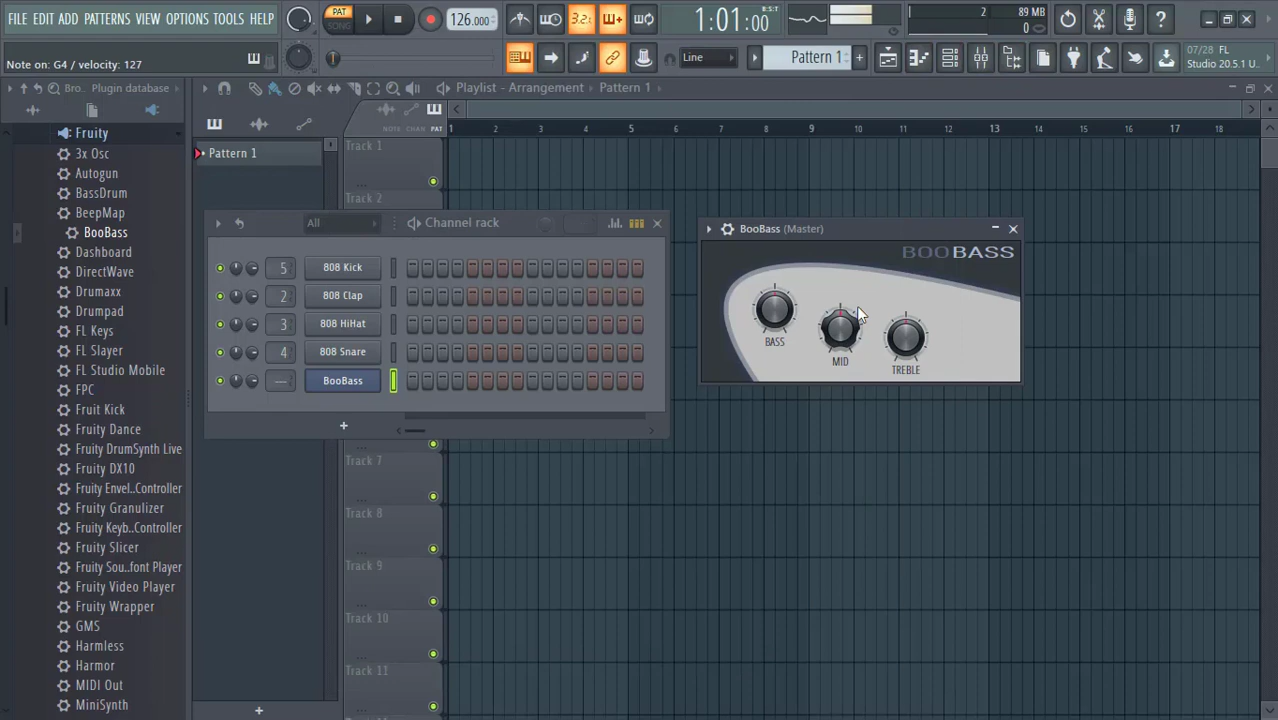 FILE EDIT ADD PATTERNS VIEW OPTIONS TOOLS HELP
PAT
SONG
126.000
3.2
1:01:00
B:S:T
2
89 MB
0
Note on: G4 / velocity: 127
Line
Pattern 1
07/28 FL
Studio 20.5.1 U...
Bro... Plugin database
Playlist - Arrangement
Pattern 1
NOTE CHAN PAT
1 2 3 4 5 6 7 8 9 10 11 12 13 14 15 16 17 18
Fruity
3x Osc
Autogun
BassDrum
BeepMap
BooBass
Dashboard
DirectWave
Drumaxx
Drumpad
FL Keys
FL Slayer
FL Studio Mobile
FPC
Fruit Kick
Fruity Dance
Fruity DrumSynth Live
Fruity DX10
Fruity Envel..Controller
Fruity Granulizer
Fruity Keyb..Controller
Fruity Slicer
Fruity Sou..font Player
Fruity Video Player
Fruity Wrapper
GMS
Harmless
Harmor
MIDI Out
MiniSynth
Pattern 1
Track 1
Track 2
Track 7
Track 8
Track 9
Track 10
Track 11
All
Channel rack
5 808 Kick
2 808 Clap
3 808 HiHat
4 808 Snare
--- BooBass
+
BooBass (Master)
BOOBASS
BASS
MID
TREBLE